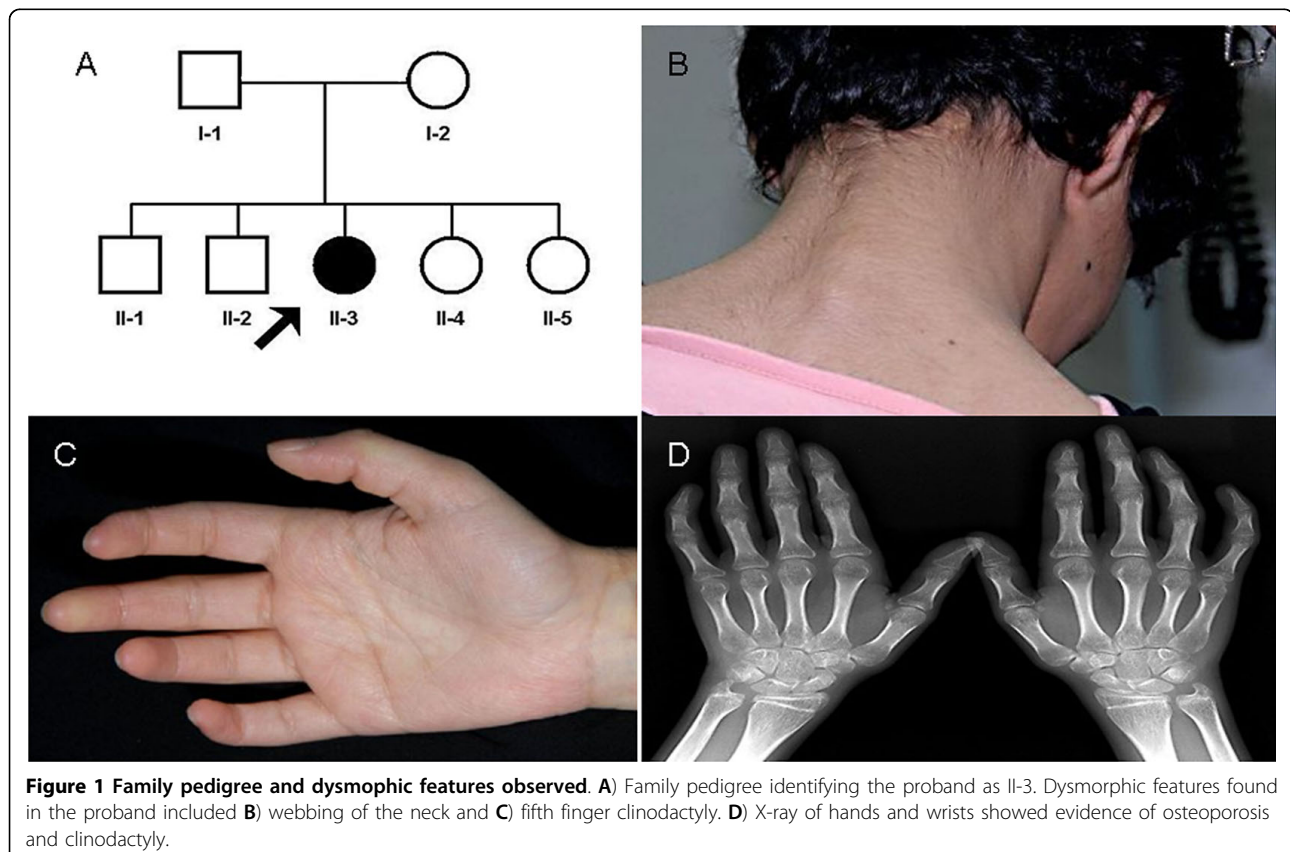 A
B
I-1
I-2
II-1
II-2
II-3
II-4
II-5
C
D
Figure 1 Family pedigree and dysmophic features observed. A) Family pedigree identifying the proband as II-3. Dysmorphic features found
in the proband included B) webbing of the neck and C) fifth finger clinodactyly. D) X-ray of hands and wrists showed evidence of osteoporosis
and clinodactyly.